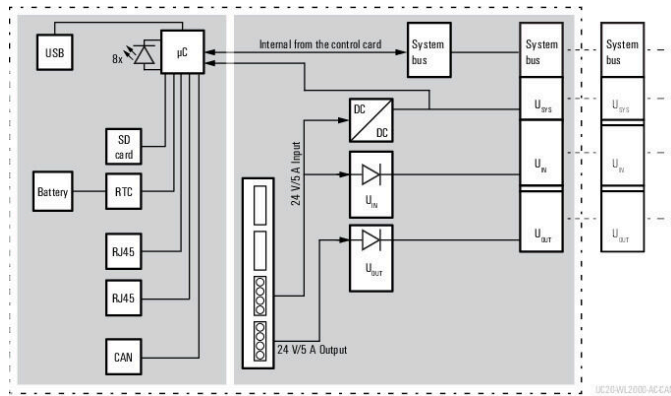 USB
8x
µC
Internal from the control card
System
bus
System
bus
System
bus
SD
card
Battery
RTC
RJ45
RJ45
CAN
24 V/5 A Input
DC
DC
U_IN
U_OUT
24 V/5 A Output
U_SYS
U_IN
U_OUT
U_SYS
U_IN
U_OUT